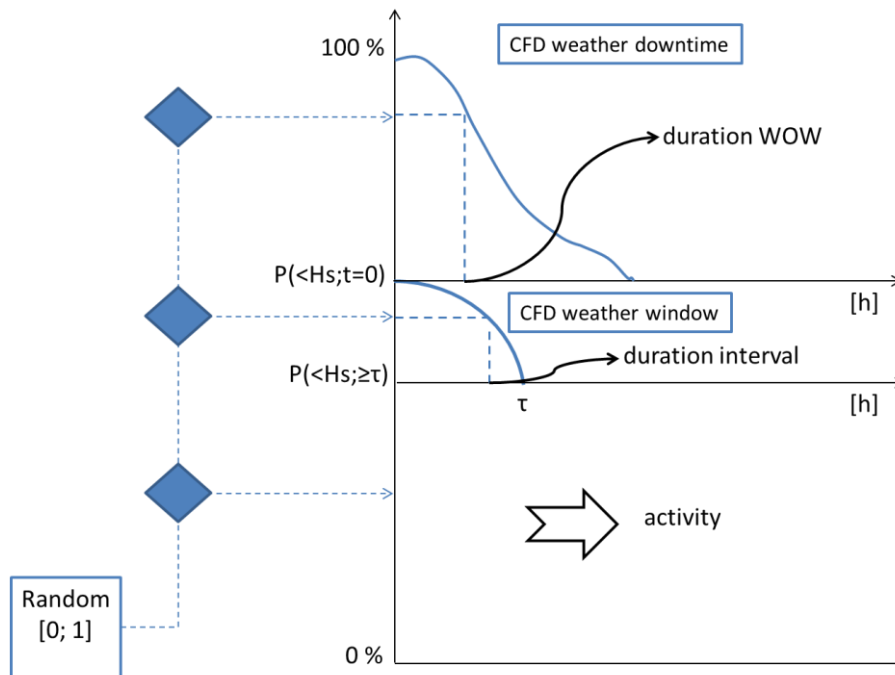 100 %
CFD weather downtime
duration WOW
P(<Hs;t=0)
[h]
CFD weather window
duration interval
P(<Hs;≥τ)
τ
[h]
activity
Random
[0; 1]
0 %